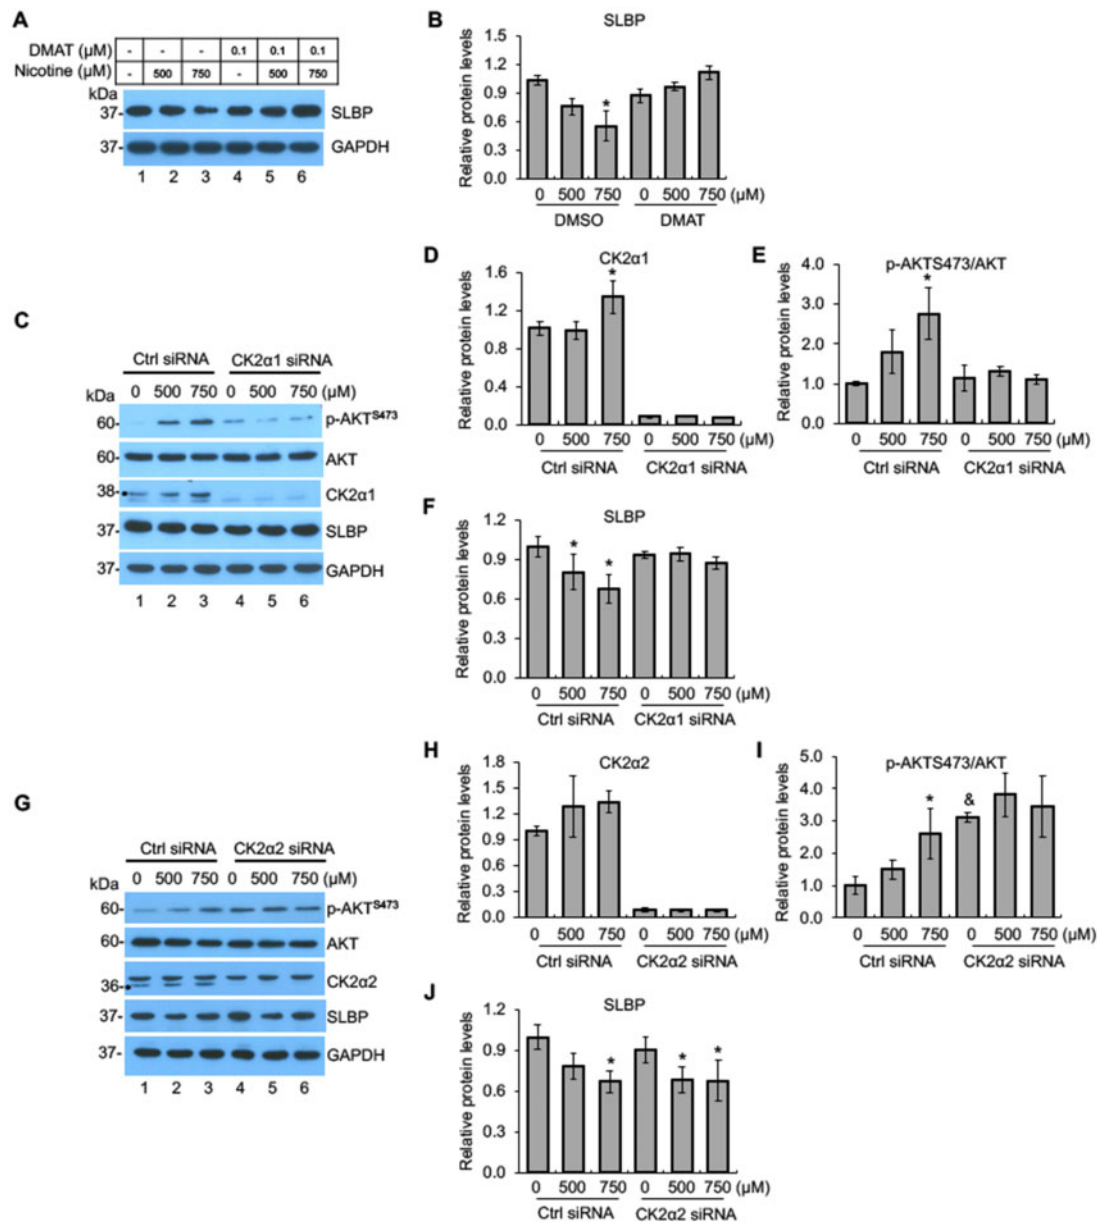 A
DMAT (μM) - - - 0.1 0.1 0.1
Nicotine (μM) - 500 750 - 500 750
kDa
37- SLBP
37- GAPDH
1 2 3 4 5 6
B
SLBP
Relative protein levels
1.5
1.2
0.9
0.6
0.3
0.0
*
0 500 750 0 500 750 (μM)
DMSO DMAT
C
Ctrl siRNA CK2α1 siRNA
kDa 0 500 750 0 500 750 (μM)
60- p-AKTS473
60- AKT
38- CK2α1
37- SLBP
37- GAPDH
1 2 3 4 5 6
D
CK2α1
Relative protein levels
1.6
1.2
0.8
0.4
0.0
*
0 500 750 0 500 750 (μM)
Ctrl siRNA CK2α1 siRNA
E
p-AKTS473/AKT
Relative protein levels
4.0
3.0
2.0
1.0
0.0
*
0 500 750 0 500 750 (μM)
Ctrl siRNA CK2α1 siRNA
F
SLBP
Relative protein levels
1.2
0.9
0.6
0.3
0.0
* *
0 500 750 0 500 750 (μM)
Ctrl siRNA CK2α1 siRNA
G
Ctrl siRNA CK2α2 siRNA
kDa 0 500 750 0 500 750 (μM)
60- p-AKTS473
60- AKT
36- CK2α2
37- SLBP
37- GAPDH
1 2 3 4 5 6
H
CK2α2
Relative protein levels
1.8
1.5
1.2
0.9
0.6
0.3
0.0
0 500 750 0 500 750 (μM)
Ctrl siRNA CK2α2 siRNA
I
p-AKTS473/AKT
Relative protein levels
5.0
4.0
3.0
2.0
1.0
0.0
* &
0 500 750 0 500 750 (μM)
Ctrl siRNA CK2α2 siRNA
J
SLBP
Relative protein levels
1.2
0.9
0.6
0.3
0.0
* * *
0 500 750 0 500 750 (μM)
Ctrl siRNA CK2α2 siRNA